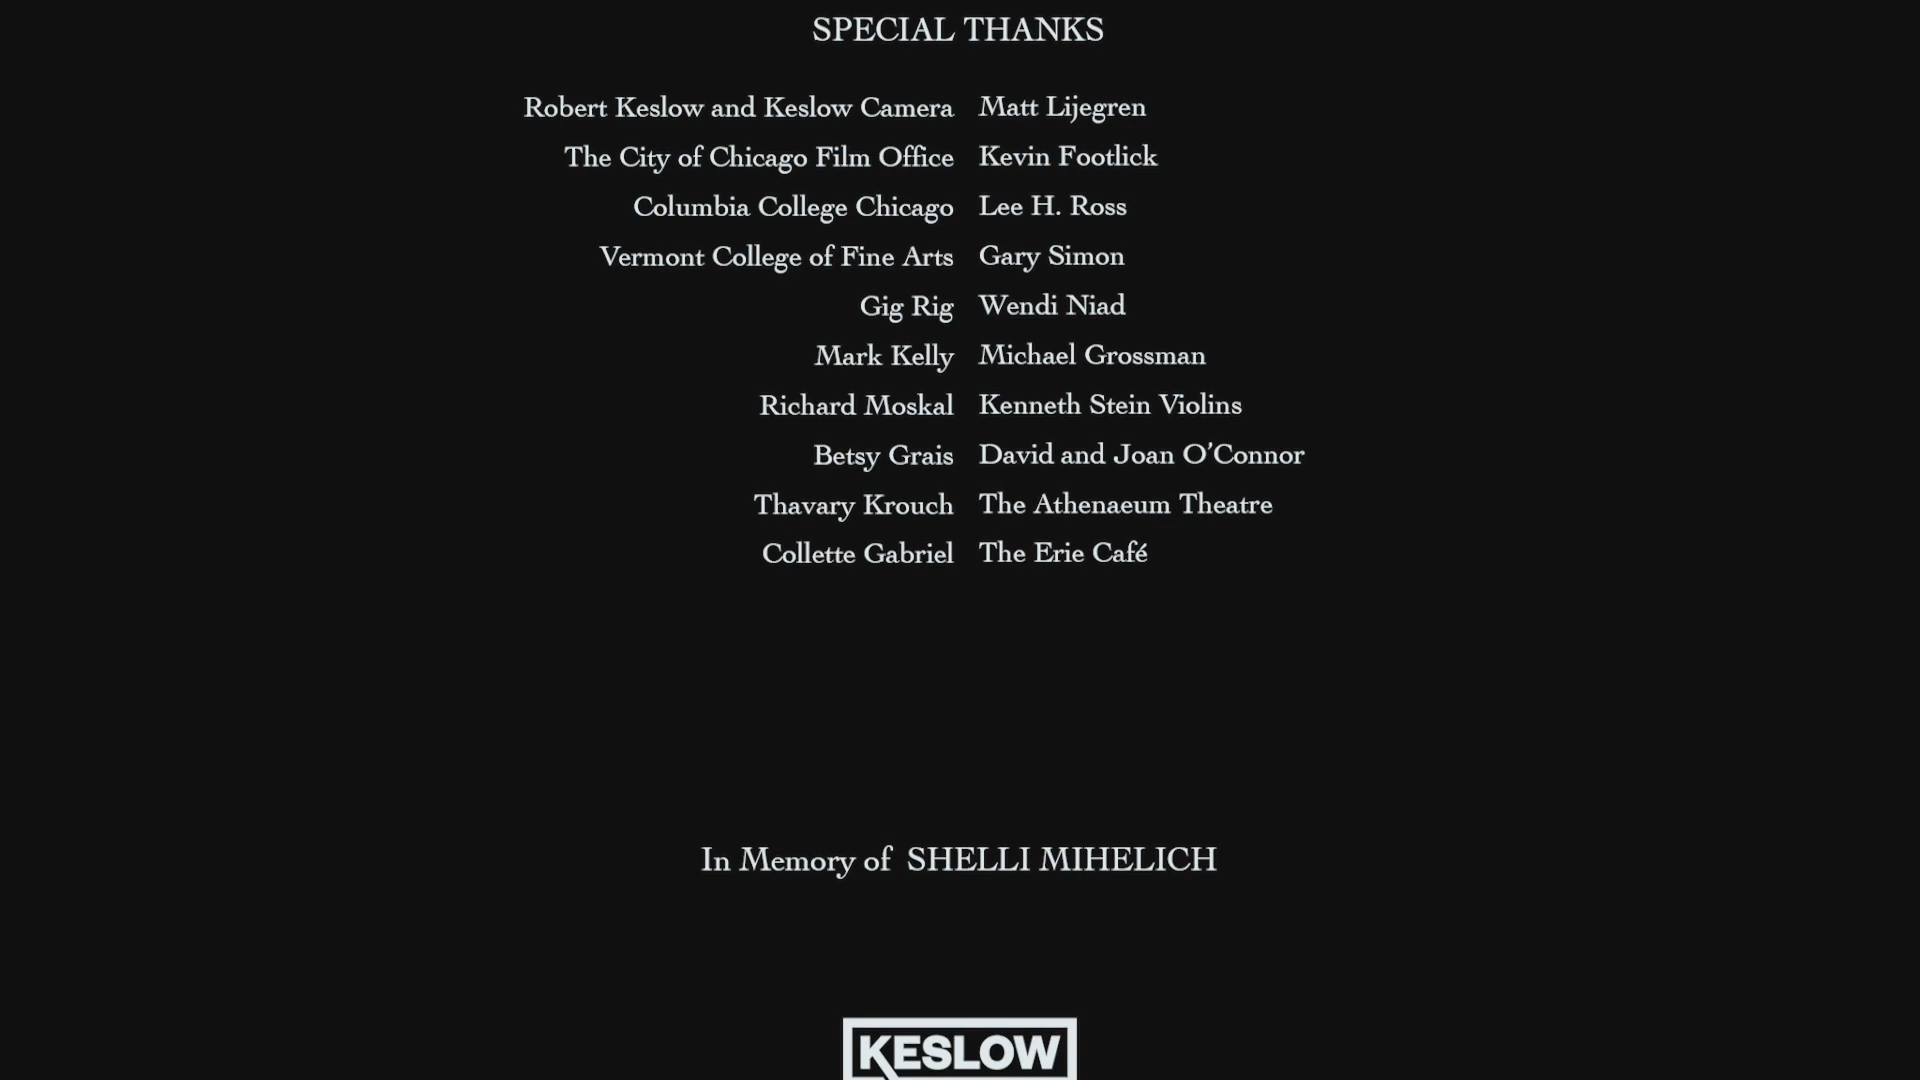 SPECIAL THANKS
Robert Keslow and Keslow Camera Matt Lijegren
The City of Chicago Film Office Kevin Footlick
Columbia College Chicago Lee H. Ross
Vermont College of Fine Arts Gary Simon
Gig Rig Wendi Niad
Mark Kelly Michael Grossman
Richard Moskal Kenneth Stein Violins
Betsy Grais David and Joan O’Connor
Thavary Krouch The Athenaeum Theatre
Collette Gabriel The Erie Café
In Memory of SHELLI MIHELICH
KESLOW